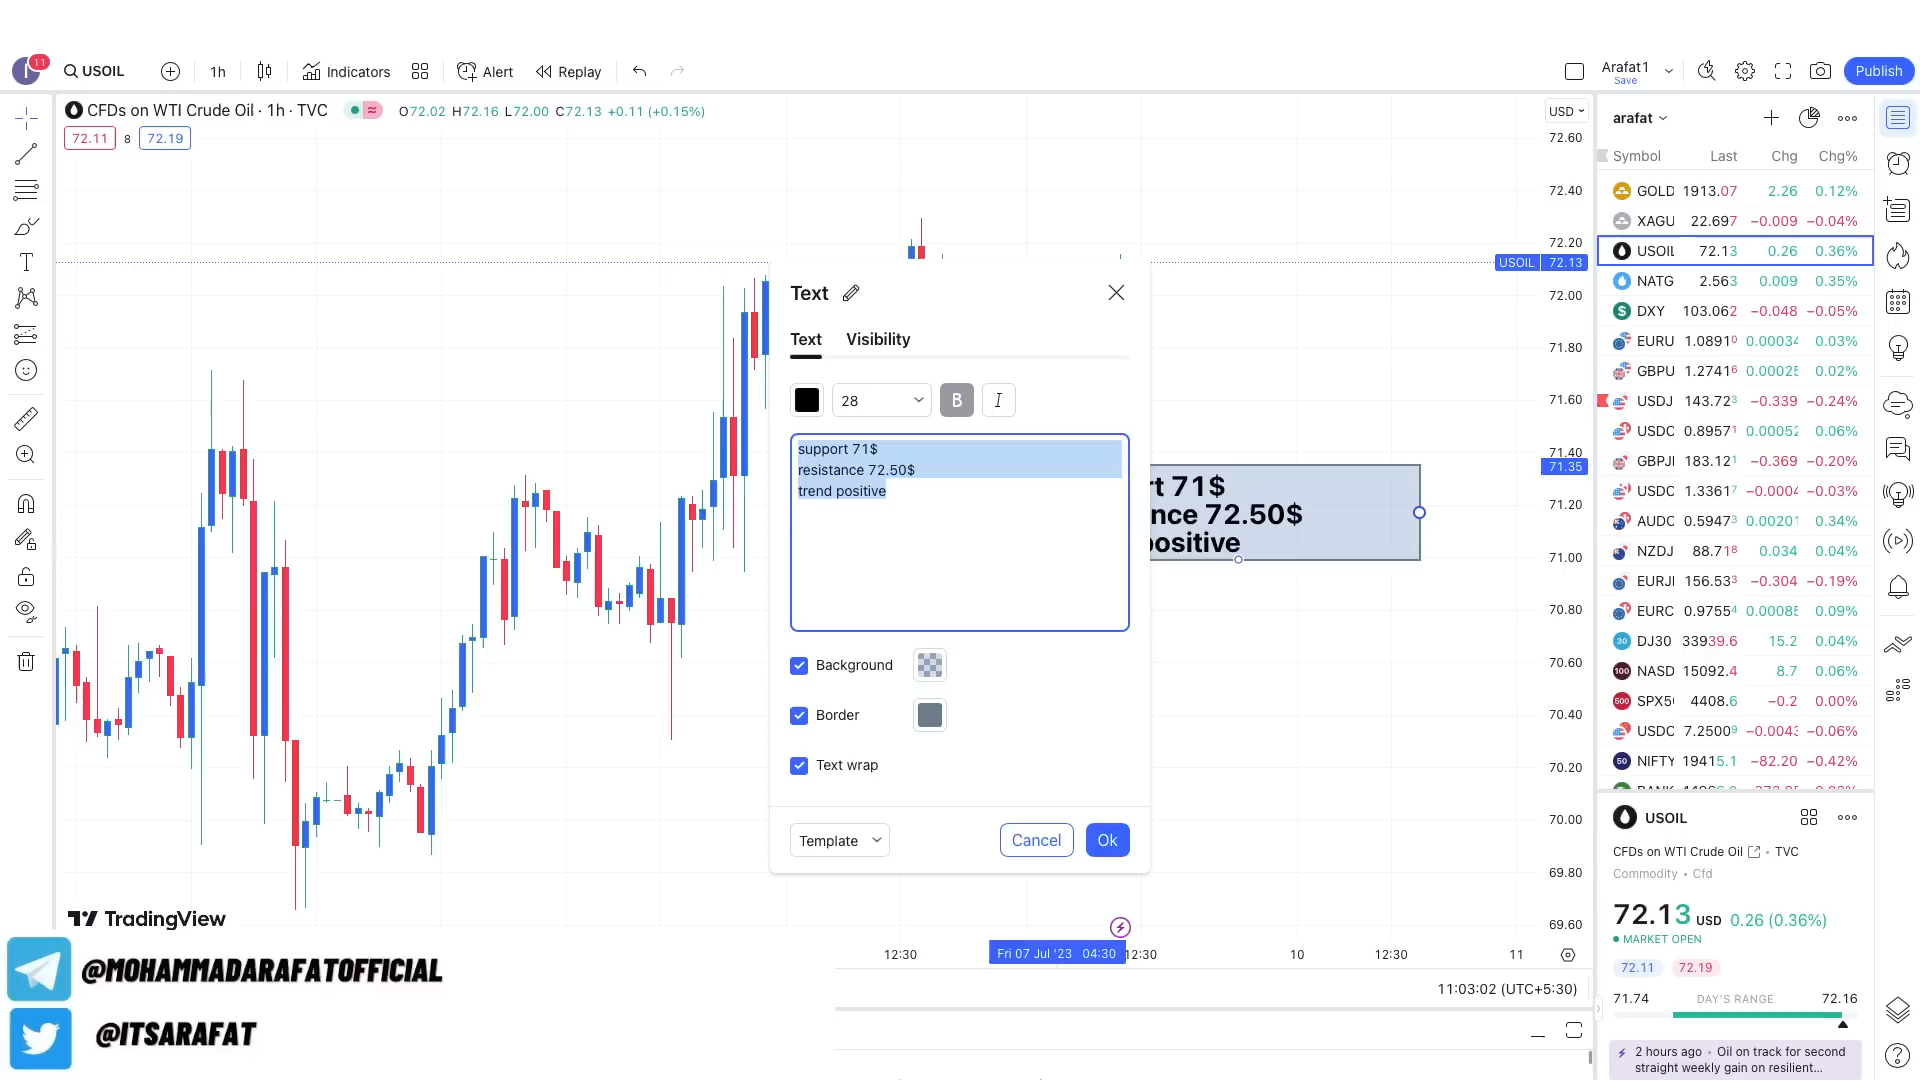 11
USOIL
1h
Indicators
Alert
Replay
Arafat1
Save
Publish
CFDs on WTI Crude Oil · 1h · TVC
O72.02 H72.16 L72.00 C72.13 +0.11 (+0.15%)
72.11 8 72.19
USD
72.60
72.40
72.20
USOIL 72.13
72.00
71.80
71.60
71.40
71.35
71.20
71.00
70.80
70.60
70.40
70.20
70.00
69.80
69.60
Text
Text Visibility
28 B I
support 71$
resistance 72.50$
trend positive
Background
Border
Text wrap
Template Cancel Ok
rt 71$
nce 72.50$
positive
TradingView
@MOHAMMADARAFATOFFICIAL
@ITSARAFAT
12:30 Fri 07 Jul '23 04:30 12:30 10 12:30 11
11:03:02 (UTC+5:30)
arafat
Symbol Last Chg Chg%
GOLD 1913.07 2.26 0.12%
XAGU 22.697 −0.009 −0.04%
USOIL 72.13 0.26 0.36%
NATG 2.563 0.009 0.35%
DXY 103.062 −0.048 −0.05%
EURU 1.08910 0.00034 0.03%
GBPU 1.27416 0.00025 0.02%
USDJ 143.723 −0.339 −0.24%
USDC 0.89571 0.00052 0.06%
GBPJ 183.121 −0.369 −0.20%
USDC 1.33617 −0.0004 −0.03%
AUDC 0.59473 0.00201 0.34%
NZDJ 88.718 0.034 0.04%
EURJ 156.533 −0.304 −0.19%
EURC 0.97554 0.00085 0.09%
30 DJ30 33939.6 15.2 0.04%
100 NASD 15092.4 8.7 0.06%
500 SPX5 4408.6 −0.2 0.00%
USDC 7.25009 −0.0043 −0.06%
50 NIFTY 19415.1 −82.20 −0.42%
USOIL
CFDs on WTI Crude Oil • TVC
Commodity • Cfd
72.13 USD 0.26 (0.36%)
MARKET OPEN
72.11 72.19
71.74 DAY'S RANGE 72.16
2 hours ago · Oil on track for second
straight weekly gain on resilient...